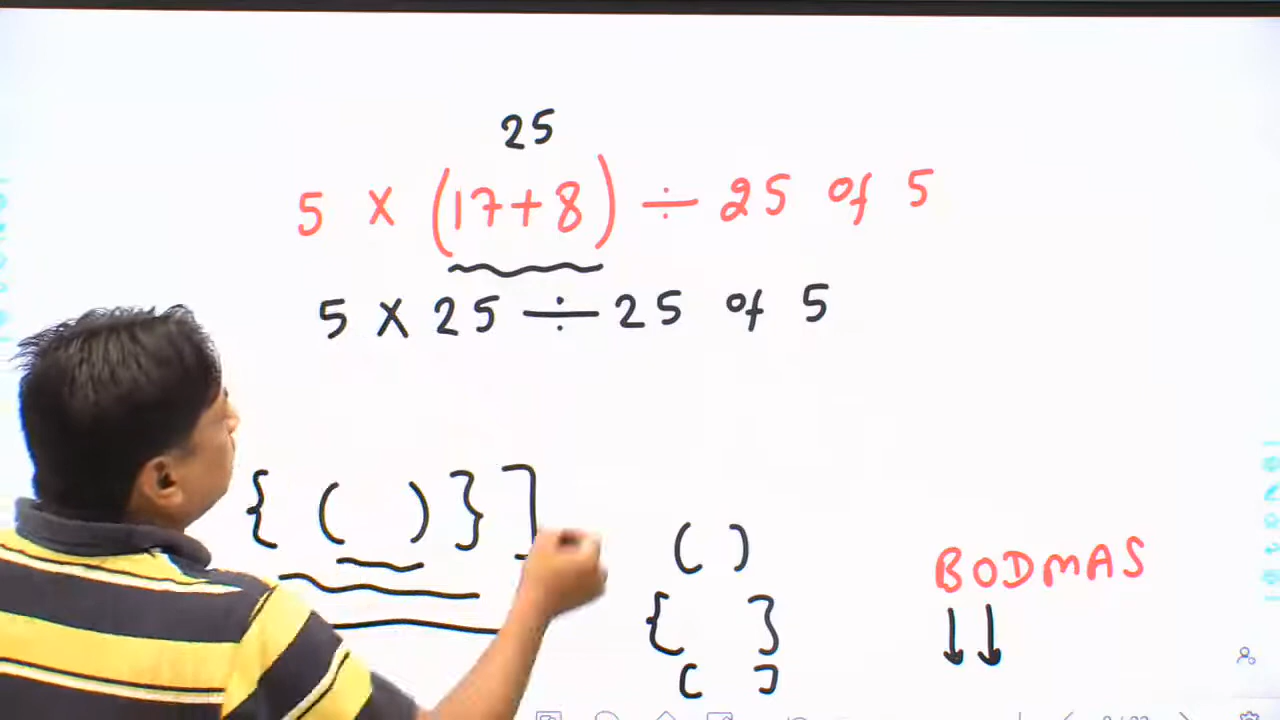 25
5 × (17+8) ÷ 25 of 5
5 × 25 ÷ 25 of 5
{ ( ) } ]
( )
{ }
[ ]
BODMAS
↓↓